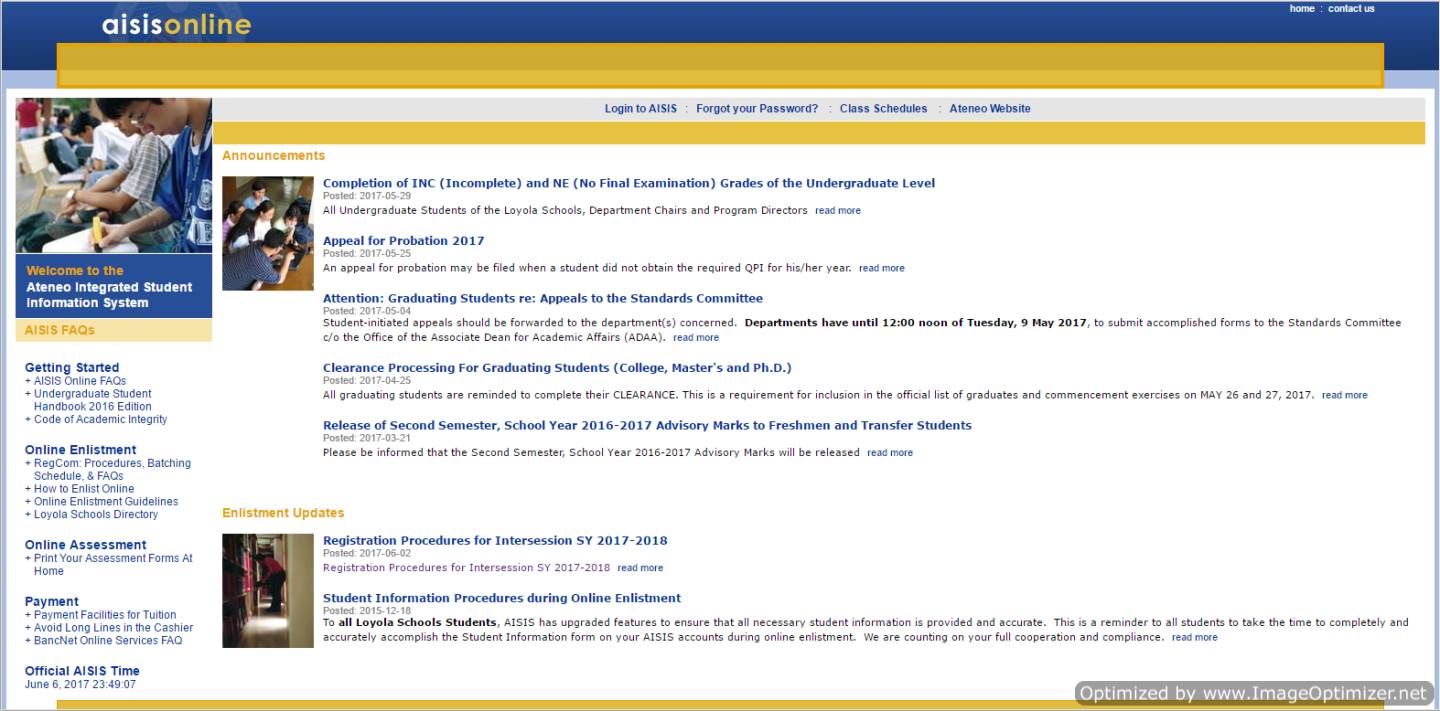 aisisonline
home : contact us
Login to AISIS : Forgot your Password? : Class Schedules : Ateneo Website
Welcome to the
Ateneo Integrated Student
Information System
AISIS FAQs
Getting Started
+ AISIS Online FAQs
+ Undergraduate Student
Handbook 2016 Edition
+ Code of Academic Integrity
Online Enlistment
+ RegCom: Procedures, Batching
Schedule, & FAQs
+ How to Enlist Online
+ Online Enlistment Guidelines
+ Loyola Schools Directory
Online Assessment
+ Print Your Assessment Forms At
Home
Payment
+ Payment Facilities for Tuition
+ Avoid Long Lines in the Cashier
+ BancNet Online Services FAQ
Official AISIS Time
June 6, 2017 23:49:07
Announcements
Completion of INC (Incomplete) and NE (No Final Examination) Grades of the Undergraduate Level
Posted: 2017-05-29
All Undergraduate Students of the Loyola Schools, Department Chairs and Program Directors read more
Appeal for Probation 2017
Posted: 2017-05-25
An appeal for probation may be filed when a student did not obtain the required QPI for his/her year. read more
Attention: Graduating Students re: Appeals to the Standards Committee
Posted: 2017-05-04
Student-initiated appeals should be forwarded to the department(s) concerned. Departments have until 12:00 noon of Tuesday, 9 May 2017, to submit accomplished forms to the Standards Committee
c/o the Office of the Associate Dean for Academic Affairs (ADAA). read more
Clearance Processing For Graduating Students (College, Master's and Ph.D.)
Posted: 2017-04-25
All graduating students are reminded to complete their CLEARANCE. This is a requirement for inclusion in the official list of graduates and commencement exercises on MAY 26 and 27, 2017. read more
Release of Second Semester, School Year 2016-2017 Advisory Marks to Freshmen and Transfer Students
Posted: 2017-03-21
Please be informed that the Second Semester, School Year 2016-2017 Advisory Marks will be released read more
Enlistment Updates
Registration Procedures for Intersession SY 2017-2018
Posted: 2017-06-02
Registration Procedures for Intersession SY 2017-2018 read more
Student Information Procedures during Online Enlistment
Posted: 2015-12-18
To all Loyola Schools Students, AISIS has upgraded features to ensure that all necessary student information is provided and accurate. This is a reminder to all students to take the time to completely and
accurately accomplish the Student Information form on your AISIS accounts during online enlistment. We are counting on your full cooperation and compliance. read more
Optimized by www.ImageOptimizer.net